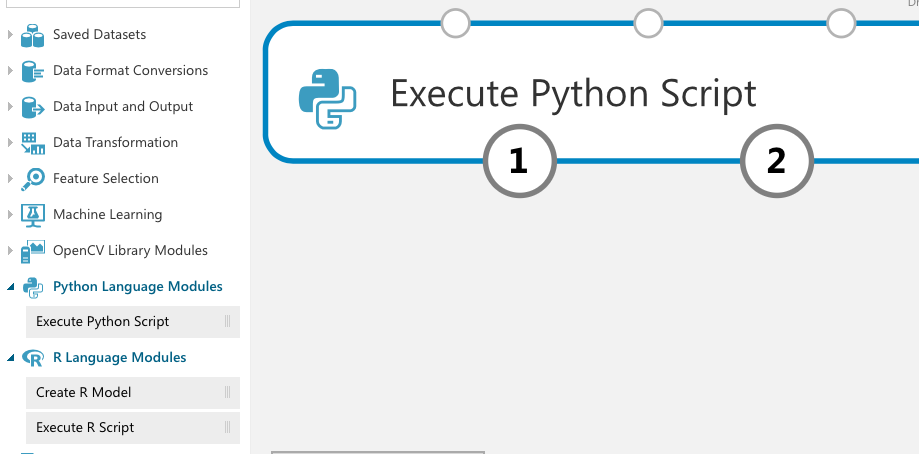 Saved Datasets
Data Format Conversions
Data Input and Output
Data Transformation
Feature Selection
Machine Learning
OpenCV Library Modules
Python Language Modules
Execute Python Script
R Language Modules
Create R Model
Execute R Script
Execute Python Script
1 2